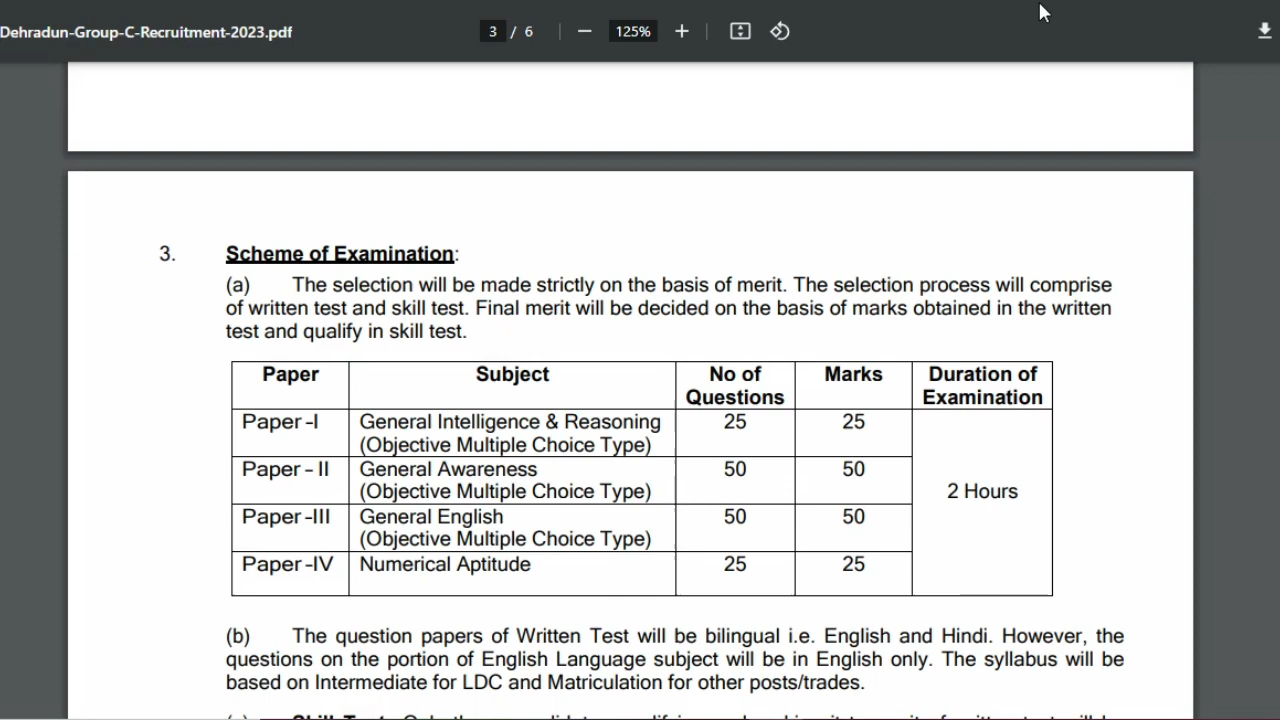 Dehradun-Group-C-Recruitment-2023.pdf 3 / 6 125%
3. Scheme of Examination:
(a) The selection will be made strictly on the basis of merit. The selection process will comprise
of written test and skill test. Final merit will be decided on the basis of marks obtained in the written
test and qualify in skill test.
Paper Subject No of Questions Marks Duration of Examination
Paper -I General Intelligence & Reasoning 25 25
(Objective Multiple Choice Type)
Paper - II General Awareness 50 50
(Objective Multiple Choice Type) 2 Hours
Paper -III General English 50 50
(Objective Multiple Choice Type)
Paper -IV Numerical Aptitude 25 25
(b) The question papers of Written Test will be bilingual i.e. English and Hindi. However, the
questions on the portion of English Language subject will be in English only. The syllabus will be
based on Intermediate for LDC and Matriculation for other posts/trades.